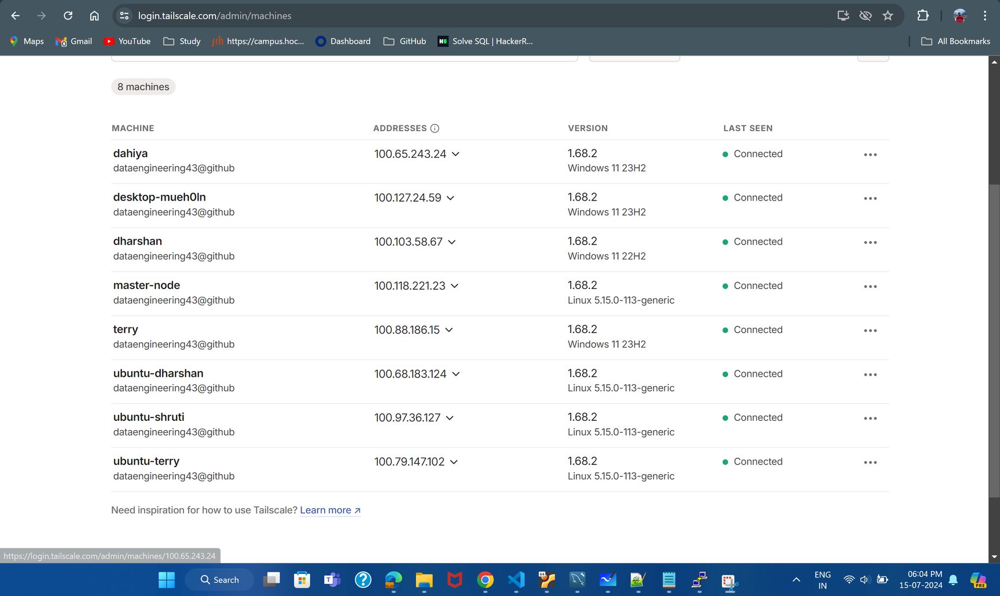 login.tailscale.com/admin/machines
Maps Gmail YouTube Study https://campus.hoc... Dashboard GitHub Solve SQL | HackerR... All Bookmarks
8 machines
MACHINE ADDRESSES VERSION LAST SEEN
dahiya 100.65.243.24 1.68.2 Connected
dataengineering43@github Windows 11 23H2
desktop-mueh0ln 100.127.24.59 1.68.2 Connected
dataengineering43@github Windows 11 23H2
dharshan 100.103.58.67 1.68.2 Connected
dataengineering43@github Windows 11 22H2
master-node 100.118.221.23 1.68.2 Connected
dataengineering43@github Linux 5.15.0-113-generic
terry 100.88.186.15 1.68.2 Connected
dataengineering43@github Windows 11 23H2
ubuntu-dharshan 100.68.183.124 1.68.2 Connected
dataengineering43@github Linux 5.15.0-113-generic
ubuntu-shruti 100.97.36.127 1.68.2 Connected
dataengineering43@github Linux 5.15.0-113-generic
ubuntu-terry 100.79.147.102 1.68.2 Connected
dataengineering43@github Linux 5.15.0-113-generic
Need inspiration for how to use Tailscale? Learn more ↗
https://login.tailscale.com/admin/machines/100.65.243.24
Search
ENG
IN
06:04 PM
15-07-2024
PRE